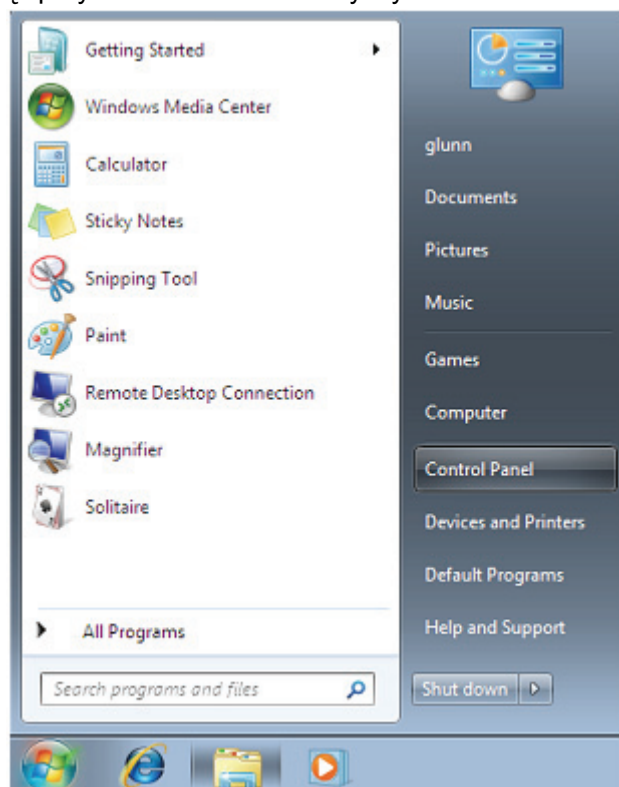 Getting Started
Windows Media Center
Calculator
Sticky Notes
Snipping Tool
Paint
Remote Desktop Connection
Magnifier
Solitaire
All Programs
Search programs and files
glunn
Documents
Pictures
Music
Games
Computer
Control Panel
Devices and Printers
Default Programs
Help and Support
Shut down